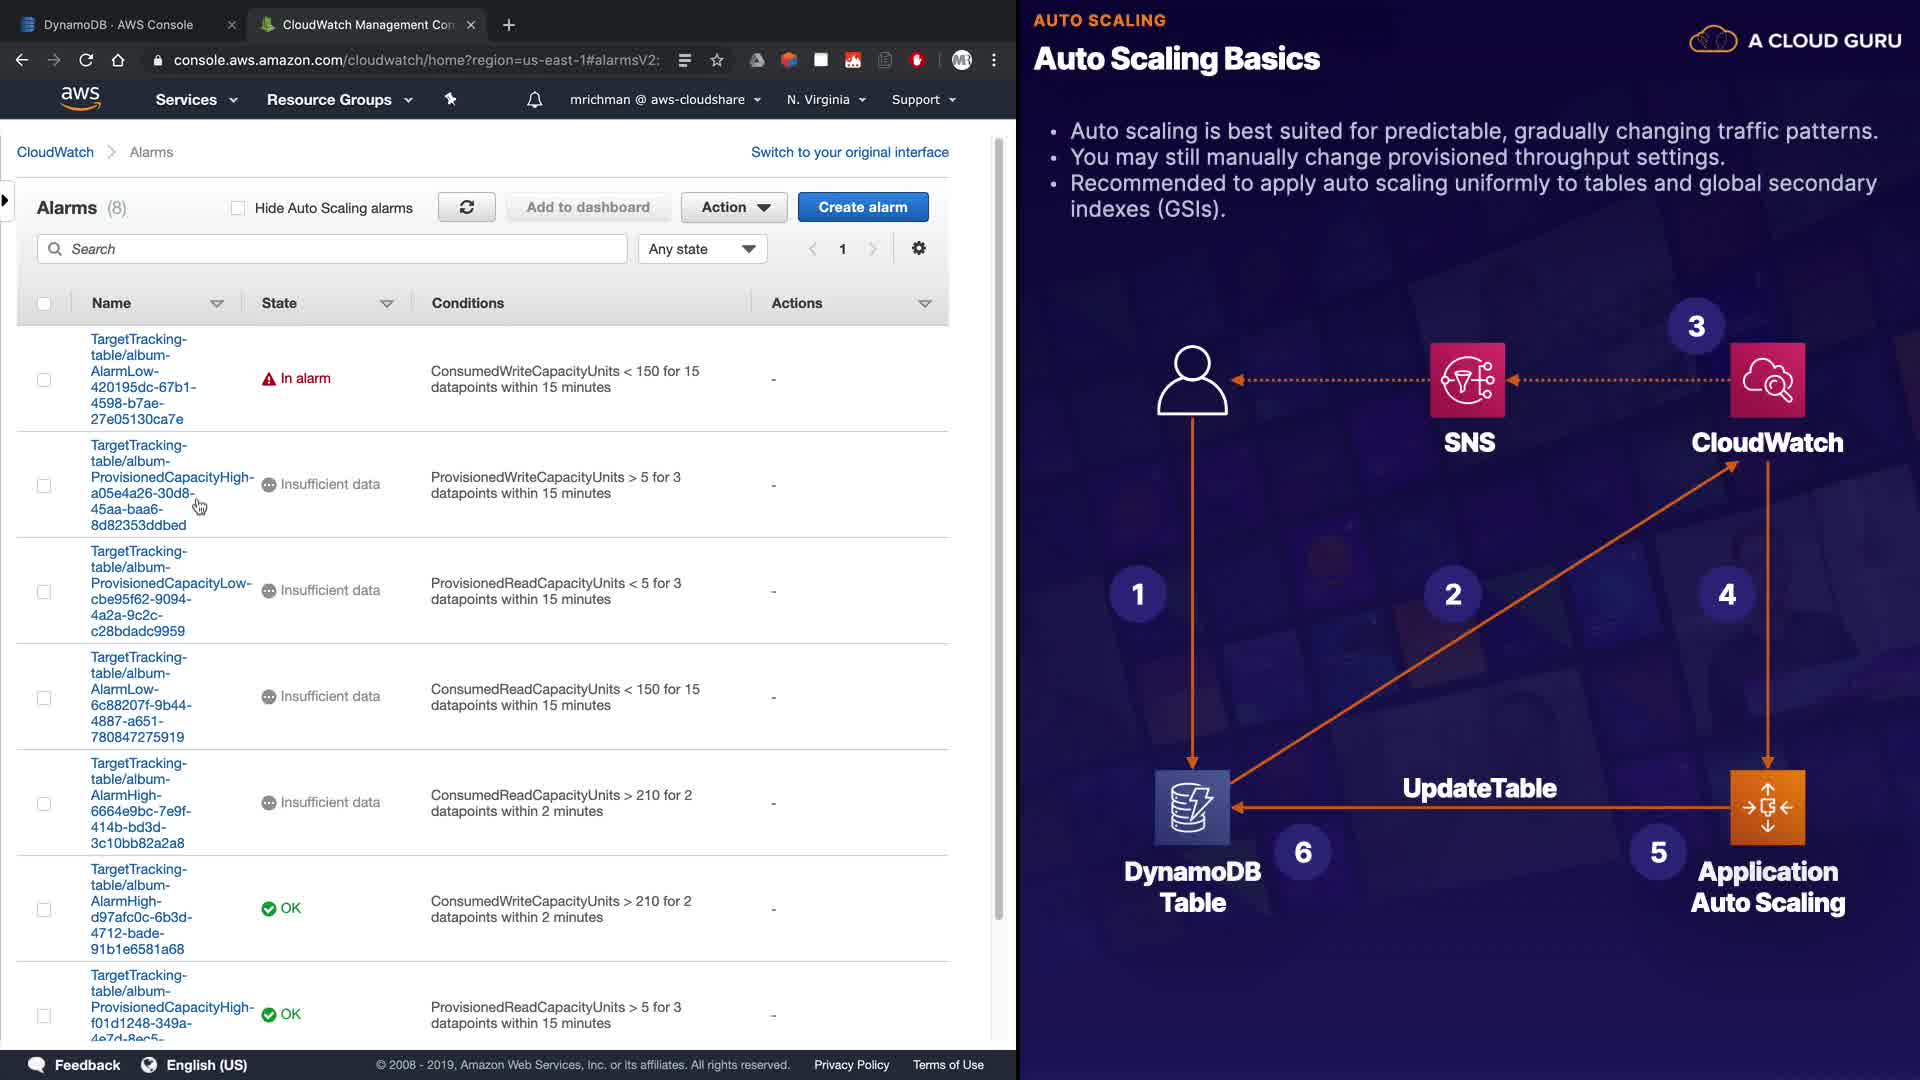 DynamoDB · AWS Console
CloudWatch Management Con
console.aws.amazon.com/cloudwatch/home?region=us-east-1#alarmsV2:
aws
Services
Resource Groups
mrichman @ aws-cloudshare
N. Virginia
Support
CloudWatch
Alarms
Switch to your original interface
Alarms (8)
Hide Auto Scaling alarms
Add to dashboard
Action
Create alarm
Search
Any state
1
Name
State
Conditions
Actions
TargetTracking-
table/album-
AlarmLow-
420195dc-67b1-
4598-b7ae-
27e05130ca7e
In alarm
ConsumedWriteCapacityUnits < 150 for 15
datapoints within 15 minutes
-
TargetTracking-
table/album-
ProvisionedCapacityHigh-
a05e4a26-30d8-
45aa-baa6-
8d82353ddbed
Insufficient data
ProvisionedWriteCapacityUnits > 5 for 3
datapoints within 15 minutes
-
TargetTracking-
table/album-
ProvisionedCapacityLow-
cbe95f62-9094-
4a2a-9c2c-
c28bdadc9959
Insufficient data
ProvisionedReadCapacityUnits < 5 for 3
datapoints within 15 minutes
-
TargetTracking-
table/album-
AlarmLow-
6c88207f-9b44-
4887-a651-
780847275919
Insufficient data
ConsumedReadCapacityUnits < 150 for 15
datapoints within 15 minutes
-
TargetTracking-
table/album-
AlarmHigh-
6664e9bc-7e9f-
414b-bd3d-
3c10bb82a2a8
Insufficient data
ConsumedReadCapacityUnits > 210 for 2
datapoints within 2 minutes
-
TargetTracking-
table/album-
AlarmHigh-
d97afc0c-6b3d-
4712-bade-
91b1e6581a68
OK
ConsumedWriteCapacityUnits > 210 for 2
datapoints within 2 minutes
-
TargetTracking-
table/album-
ProvisionedCapacityHigh-
f01d1248-349a-
4e7d-8ec5-
OK
ProvisionedReadCapacityUnits > 5 for 3
datapoints within 15 minutes
-
Feedback
English (US)
© 2008 - 2019, Amazon Web Services, Inc. or its affiliates. All rights reserved.
Privacy Policy
Terms of Use
AUTO SCALING
Auto Scaling Basics
A CLOUD GURU
• Auto scaling is best suited for predictable, gradually changing traffic patterns.
• You may still manually change provisioned throughput settings.
• Recommended to apply auto scaling uniformly to tables and global secondary
indexes (GSIs).
3
SNS
CloudWatch
1
2
4
UpdateTable
6
5
DynamoDB
Table
Application
Auto Scaling